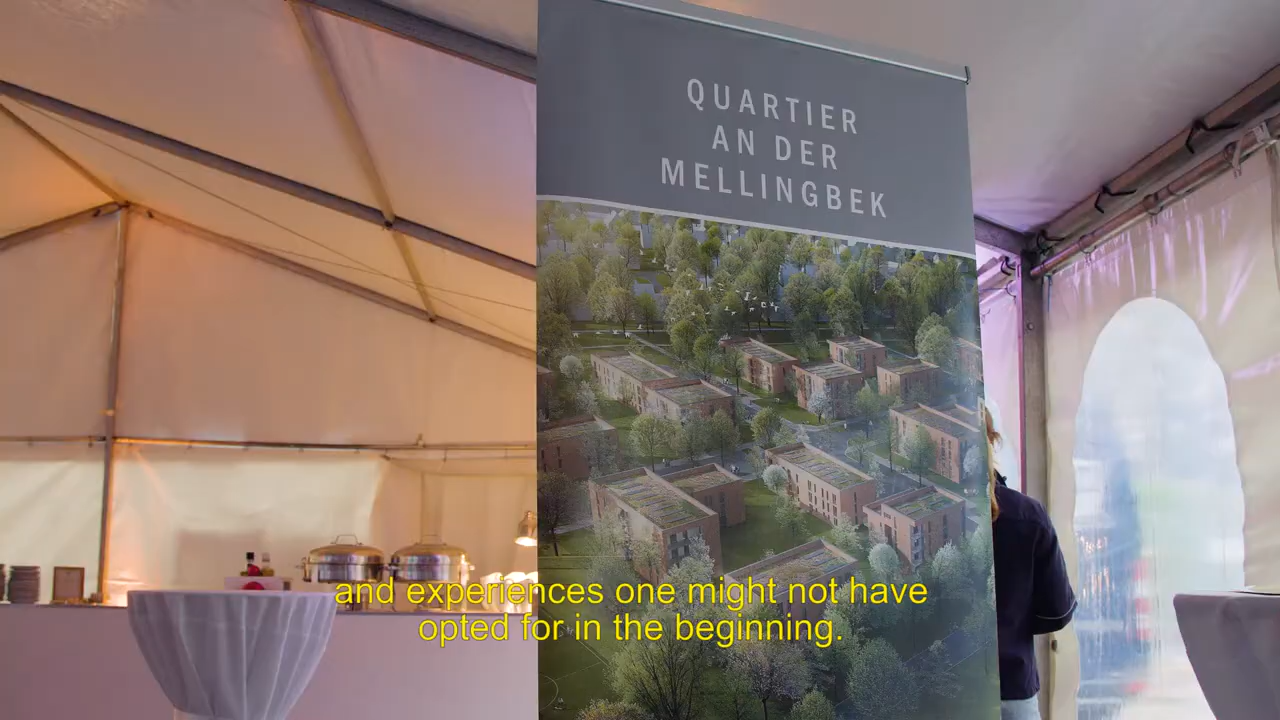 QUARTIER
AN DER
MELLINGBEK
and experiences one might not have
opted for in the beginning.